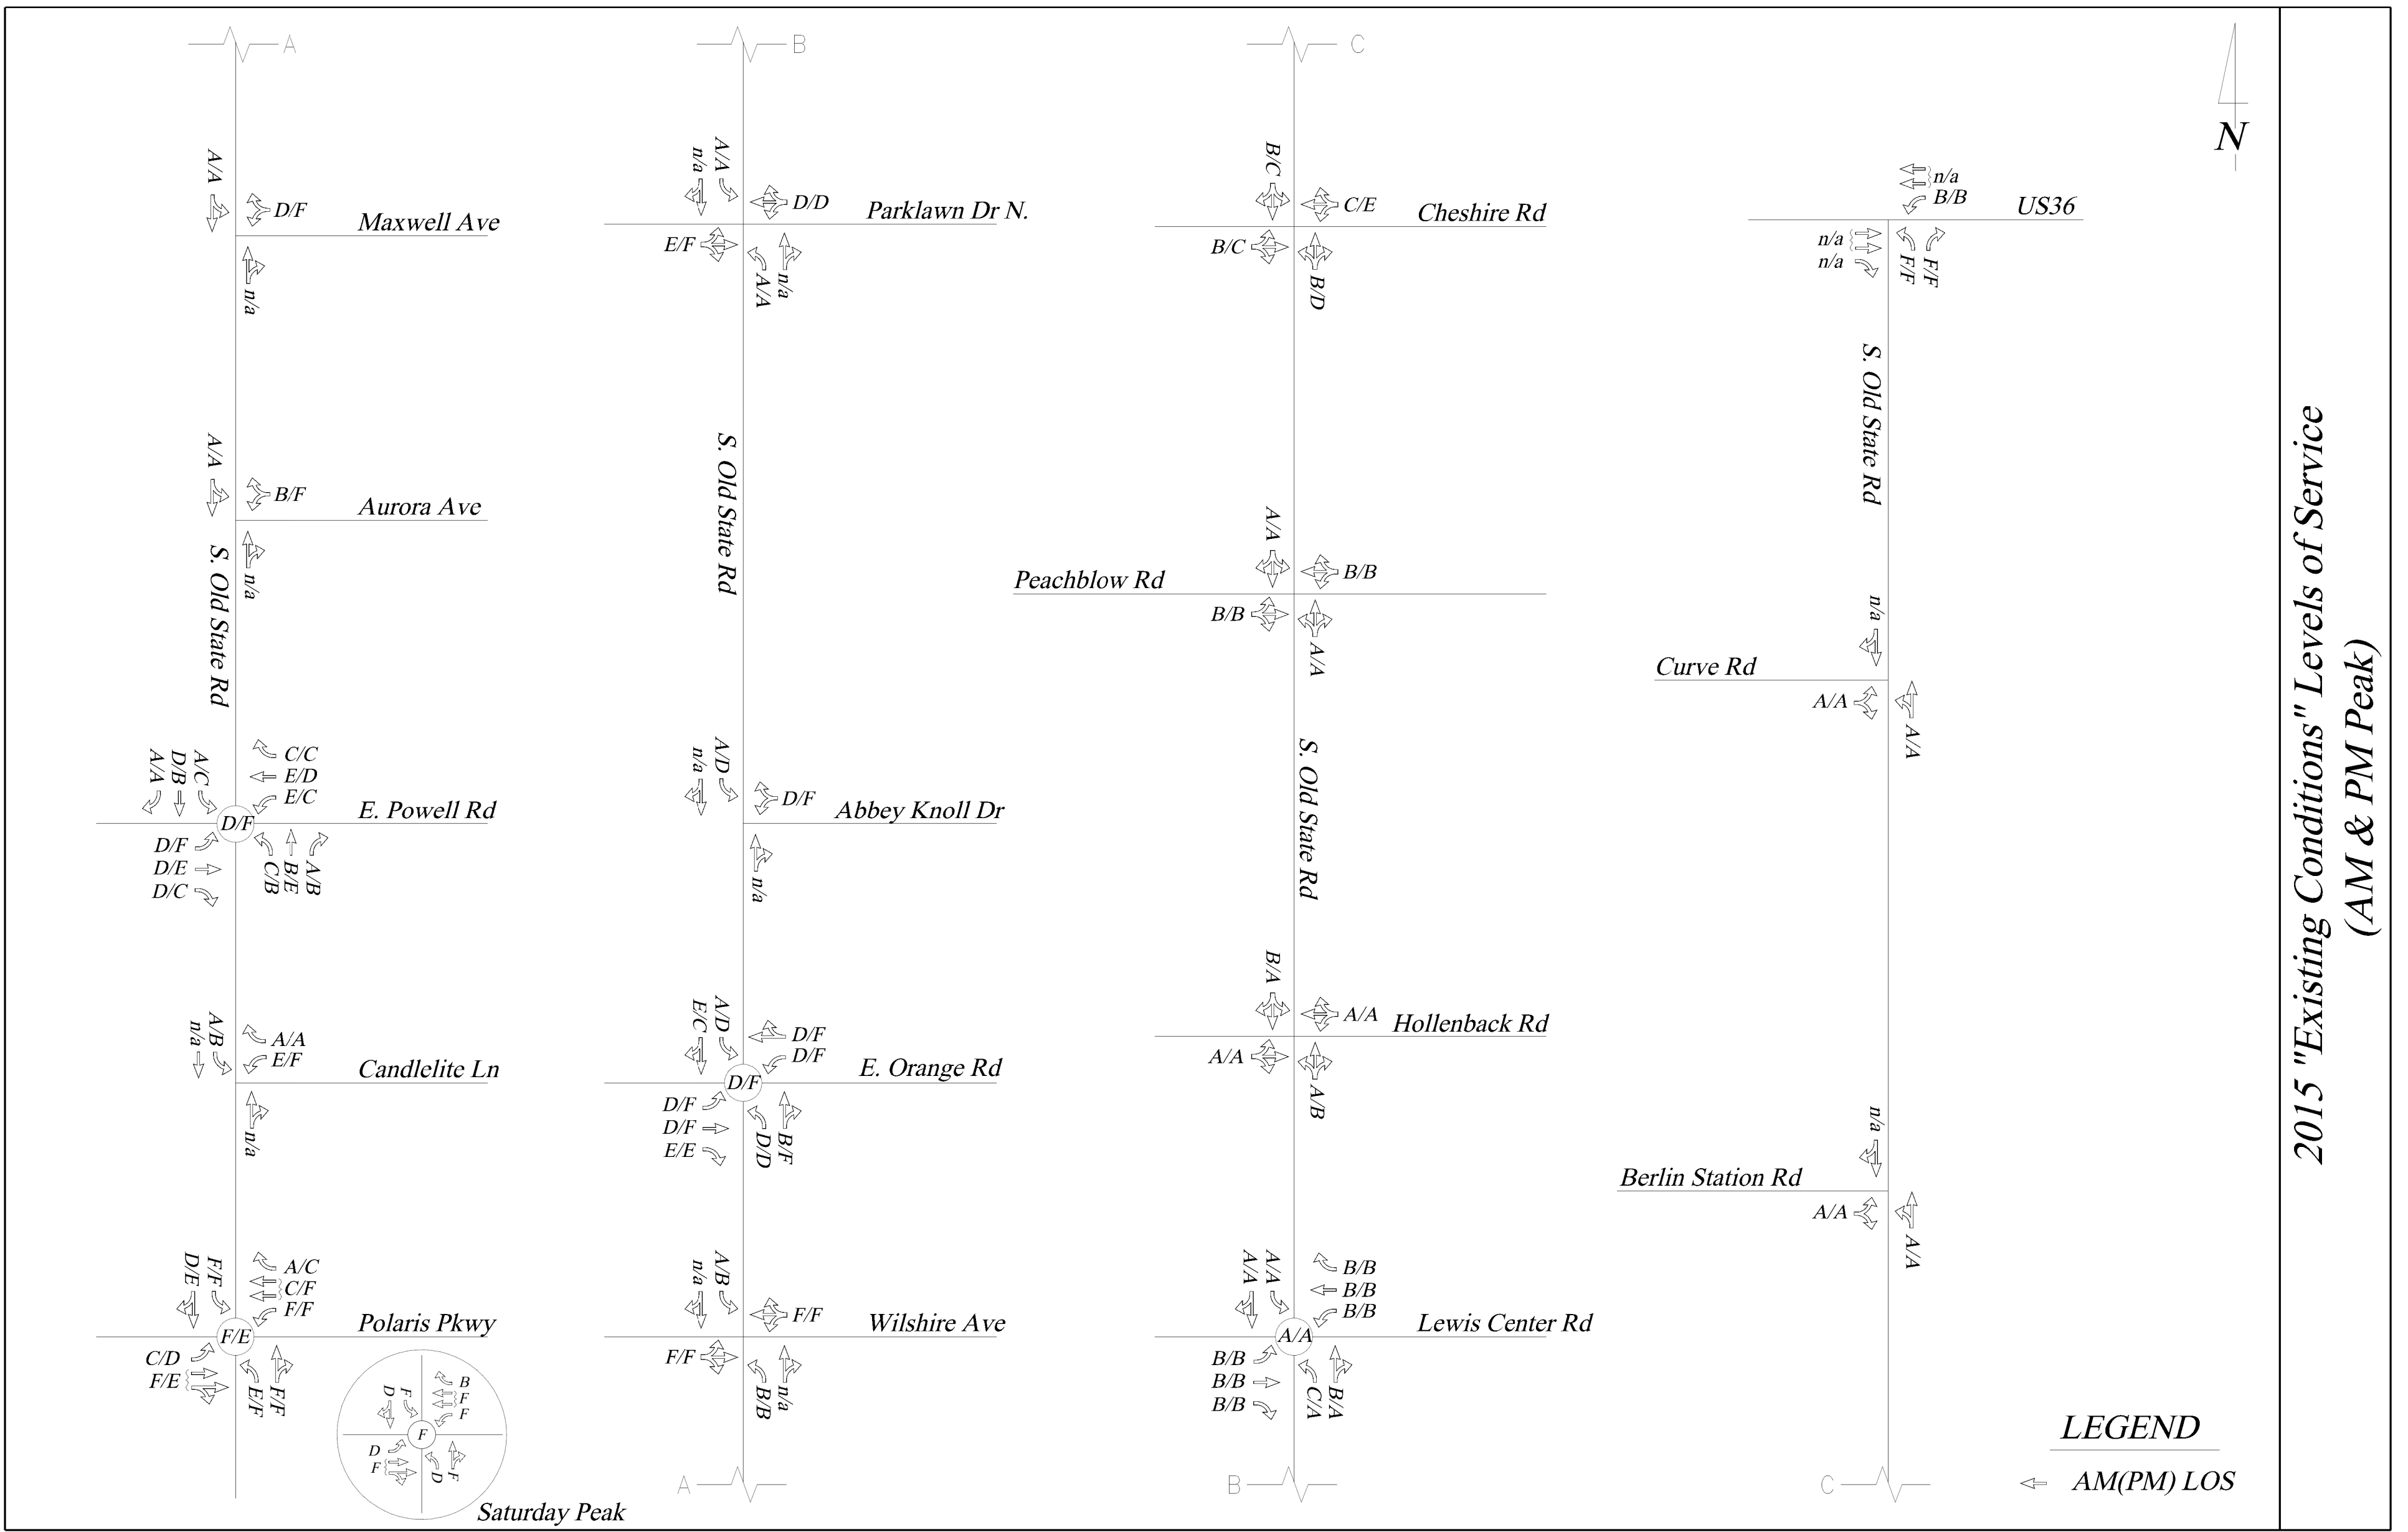 A
A/A
D/F
Maxwell Ave
n/a
A/A
B/F
Aurora Ave
n/a
S. Old State Rd
A/A
D/B
A/C
C/C
E/D
E/C
E. Powell Rd
D/F
D/F
D/E
D/C
C/B
B/E
A/B
n/a
A/B
A/A
E/F
Candlelite Ln
n/a
D/E
F/F
A/C
C/F
F/F
Polaris Pkwy
F/E
C/D
F/E
E/F
F/F
D
F
B
F
F
F
D
F
D
F
Saturday Peak
B
n/a
A/A
D/D
Parklawn Dr N.
E/F
A/A
n/a
S. Old State Rd
n/a
A/D
D/F
Abbey Knoll Dr
n/a
E/C
A/D
D/F
D/F
E. Orange Rd
D/F
D/F
D/F
E/E
D/D
B/F
n/a
A/B
F/F
Wilshire Ave
F/F
B/B
n/a
A
C
B/C
C/E
Cheshire Rd
B/C
B/D
A/A
B/B
Peachblow Rd
B/B
A/A
S. Old State Rd
B/A
A/A
Hollenback Rd
A/A
A/B
A/A
A/A
B/B
B/B
B/B
Lewis Center Rd
A/A
B/B
B/B
B/B
C/A
B/A
B
n/a
B/B
US36
n/a
n/a
F/F
F/F
S. Old State Rd
n/a
Curve Rd
A/A
A/A
n/a
Berlin Station Rd
A/A
A/A
C
N
LEGEND
AM(PM) LOS
2015 "Existing Conditions" Levels of Service
(AM & PM Peak)